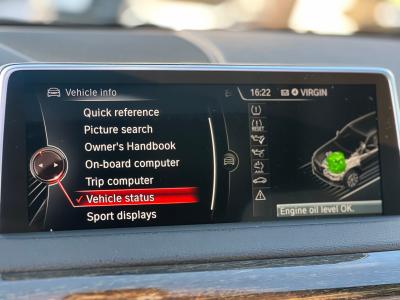 Vehicle info
16:22 VIRGIN
Quick reference
Picture search
Owner's Handbook
On-board computer
Trip computer
Vehicle status
Sport displays
RESET
Engine oil level OK.